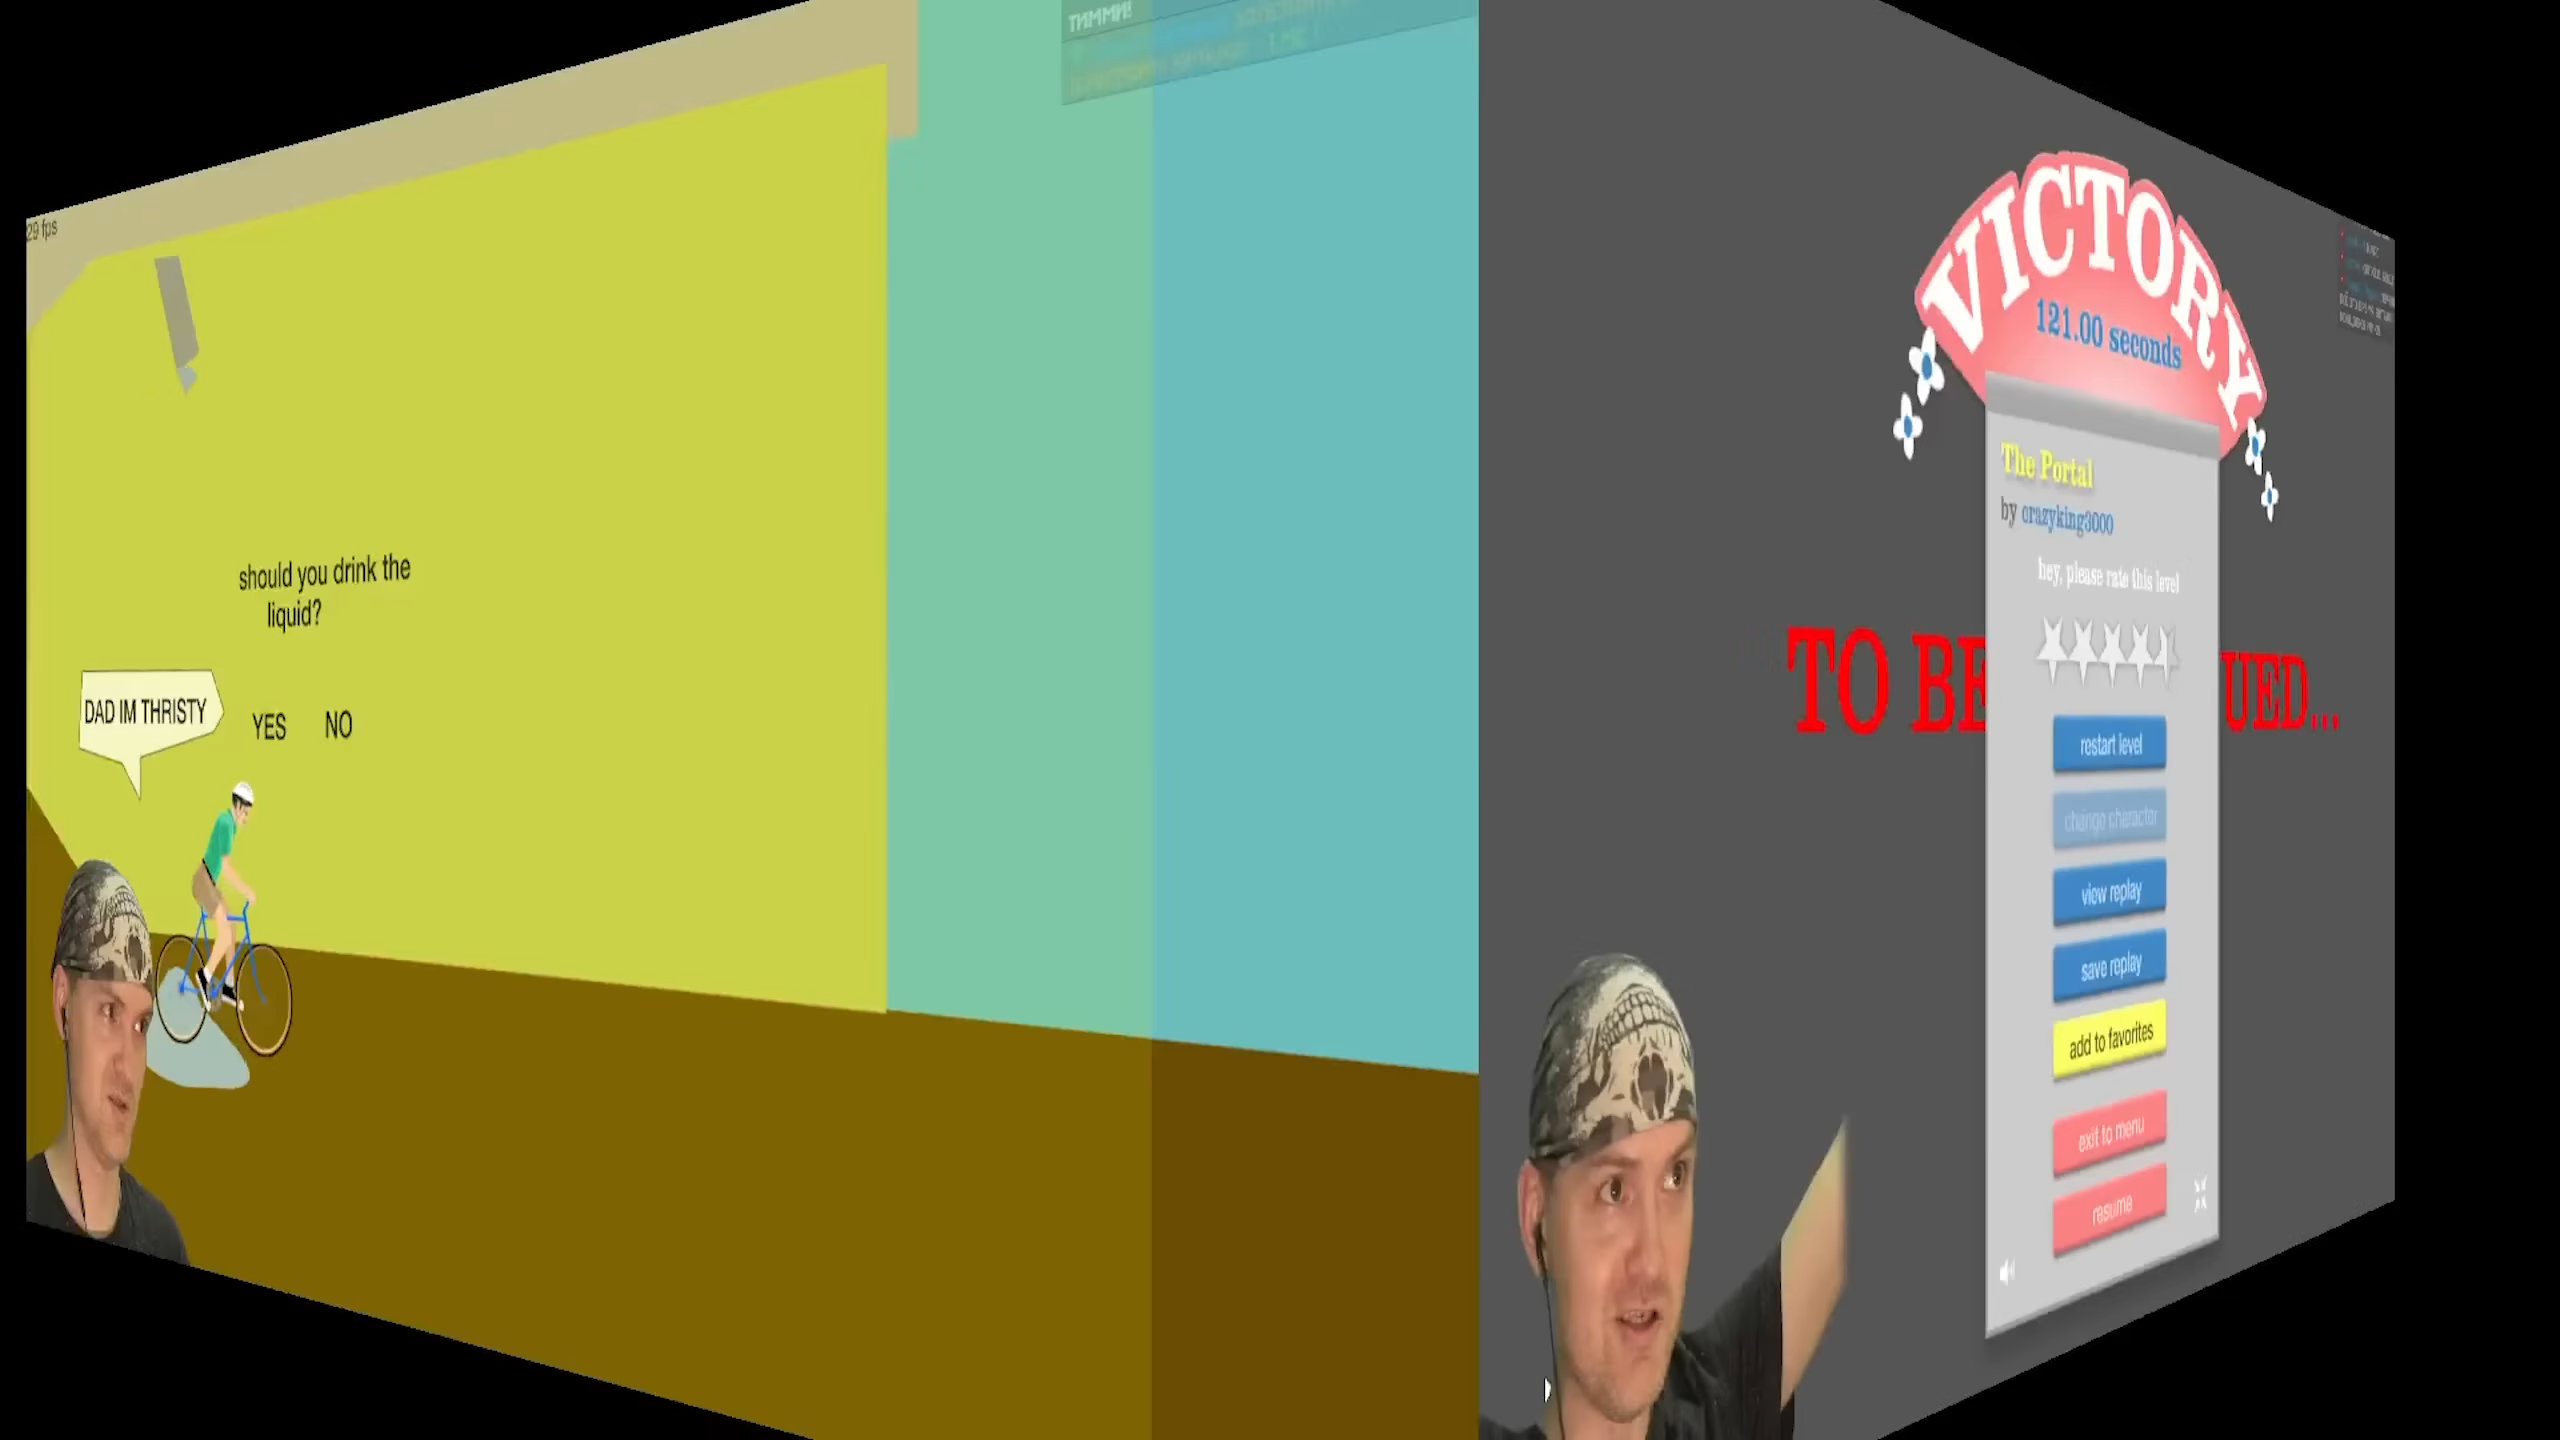 29 fps
ТИММИ!
should you drink the
liquid?
DAD IM THRISTY
YES NO
VICTORY
121.00 seconds
The Portal
by crazyking3000
hey, please rate this level
TO BE
UED...
restart level
change character
view replay
save replay
add to favorites
exit to menu
resume